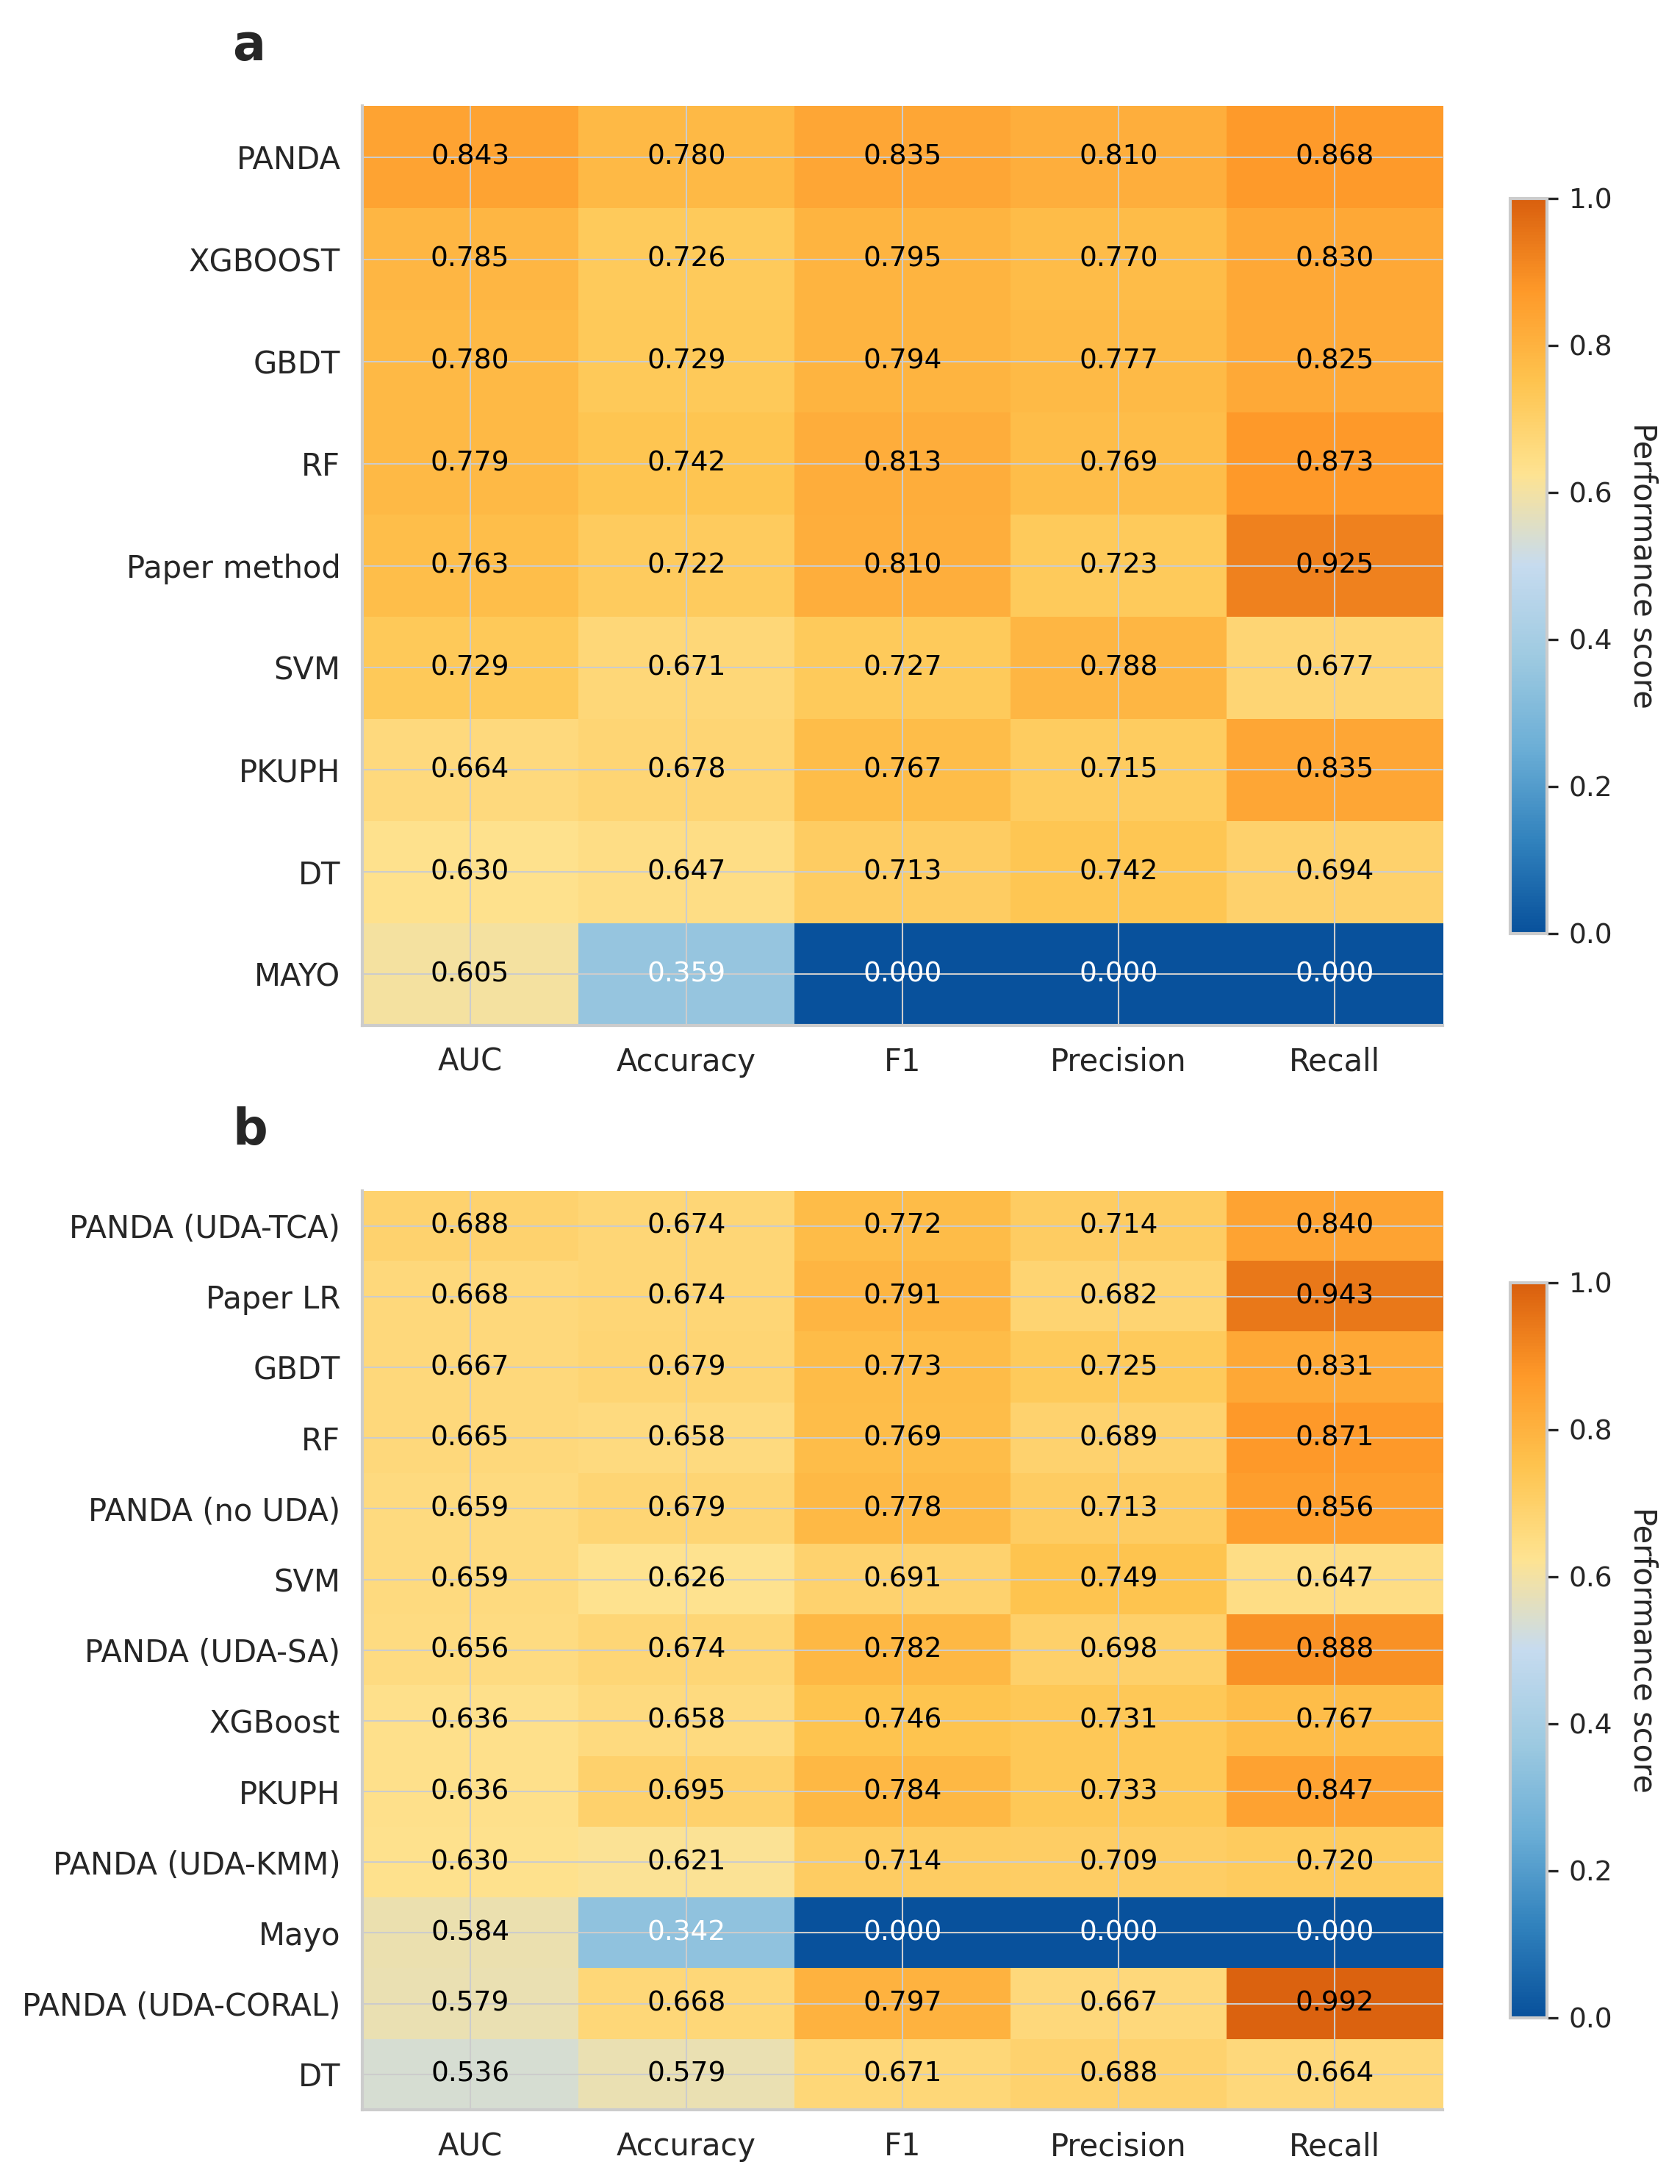 a
PANDA 0.843 0.780 0.835 0.810 0.868
XGBOOST 0.785 0.726 0.795 0.770 0.830
GBDT 0.780 0.729 0.794 0.777 0.825
RF 0.779 0.742 0.813 0.769 0.873
Paper method 0.763 0.722 0.810 0.723 0.925
SVM 0.729 0.671 0.727 0.788 0.677
PKUPH 0.664 0.678 0.767 0.715 0.835
DT 0.630 0.647 0.713 0.742 0.694
MAYO 0.605 0.359 0.000 0.000 0.000
AUC Accuracy F1 Precision Recall
1.0
0.8
0.6
0.4
0.2
0.0
Performance score
b
PANDA (UDA-TCA) 0.688 0.674 0.772 0.714 0.840
Paper LR 0.668 0.674 0.791 0.682 0.943
GBDT 0.667 0.679 0.773 0.725 0.831
RF 0.665 0.658 0.769 0.689 0.871
PANDA (no UDA) 0.659 0.679 0.778 0.713 0.856
SVM 0.659 0.626 0.691 0.749 0.647
PANDA (UDA-SA) 0.656 0.674 0.782 0.698 0.888
XGBoost 0.636 0.658 0.746 0.731 0.767
PKUPH 0.636 0.695 0.784 0.733 0.847
PANDA (UDA-KMM) 0.630 0.621 0.714 0.709 0.720
Mayo 0.584 0.342 0.000 0.000 0.000
PANDA (UDA-CORAL) 0.579 0.668 0.797 0.667 0.992
DT 0.536 0.579 0.671 0.688 0.664
AUC Accuracy F1 Precision Recall
1.0
0.8
0.6
0.4
0.2
0.0
Performance score